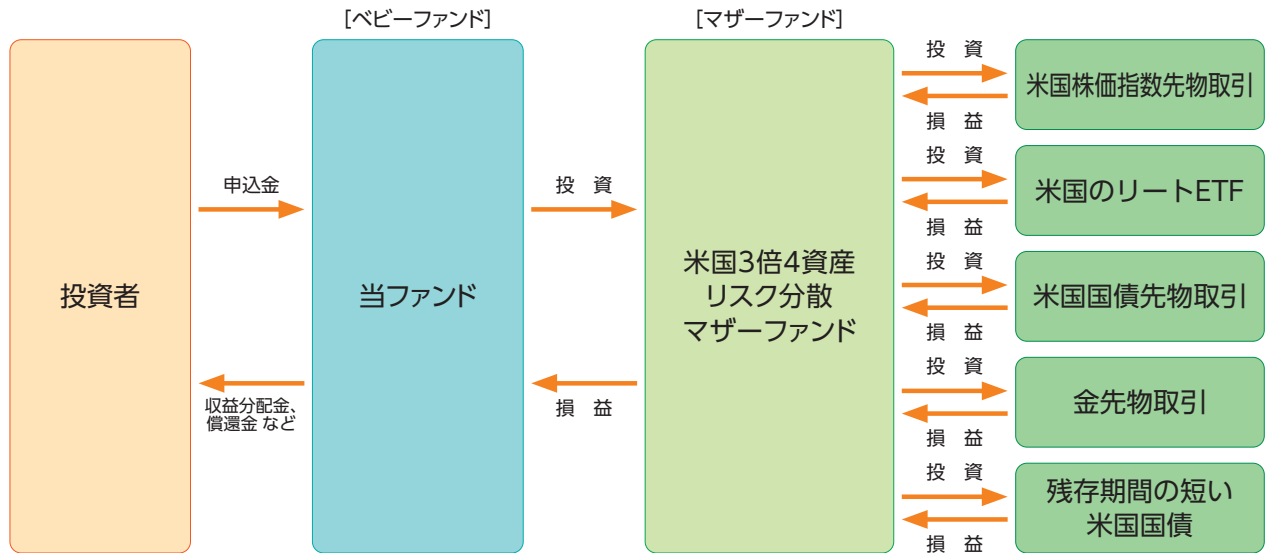 [ベビーファンド]
[マザーファンド]
投資者
申込金
収益分配金、
償還金 など
当ファンド
投 資
損 益
米国3倍4資産
リスク分散
マザーファンド
投 資
損 益
米国株価指数先物取引
投 資
損 益
米国のリートETF
投 資
損 益
米国国債先物取引
投 資
損 益
金先物取引
投 資
損 益
残存期間の短い
米国国債